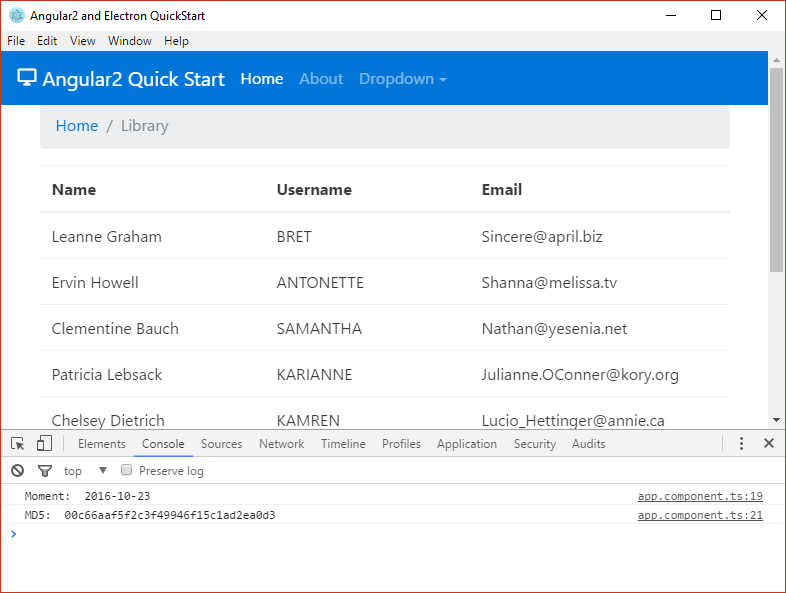 Angular2 and Electron QuickStart
File Edit View Window Help
Angular2 Quick Start Home About Dropdown
Home / Library
Name Username Email
Leanne Graham BRET Sincere@april.biz
Ervin Howell ANTONETTE Shanna@melissa.tv
Clementine Bauch SAMANTHA Nathan@yesenia.net
Patricia Lebsack KARIANNE Julianne.OConner@kory.org
Chelsey Dietrich KAMREN Lucio_Hettinger@annie.ca
Elements Console Sources Network Timeline Profiles Application Security Audits
top Preserve log
Moment: 2016-10-23 app.component.ts:19
MD5: 00c66aaf5f2c3f49946f15c1ad2ea0d3 app.component.ts:21